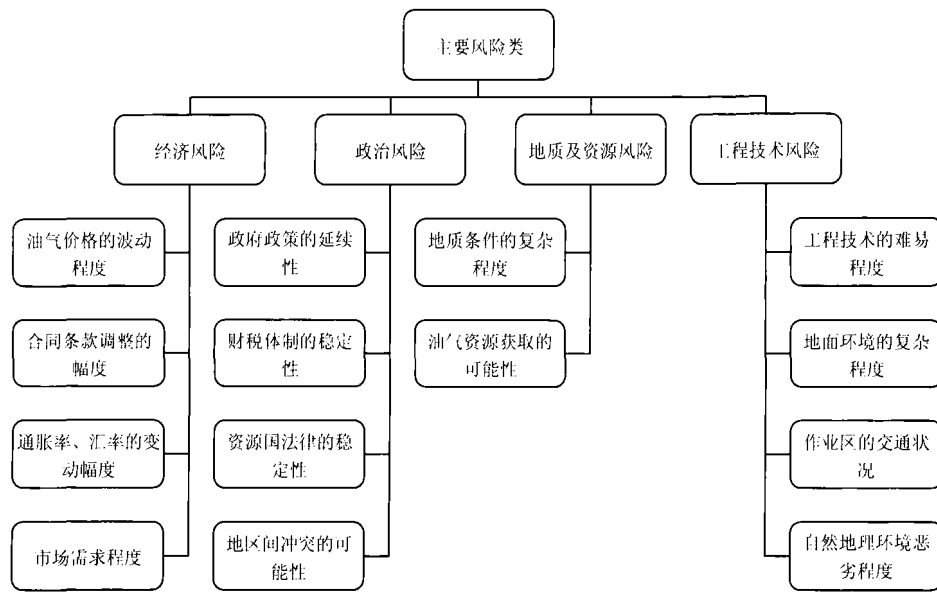 主要风险类
经济风险
政治风险
地质及资源风险
工程技术风险
油气价格的波动
程度
合同条款调整的
幅度
通胀率、汇率的变
动幅度
市场需求程度
政府政策的延续
性
财税体制的稳定
性
资源国法律的稳
定性
地区间冲突的可
能性
地质条件的复杂
程度
油气资源获取的
可能性
工程技术的难易
程度
地面环境的复杂
程度
作业区的交通状
况
自然地理环境恶
劣程度